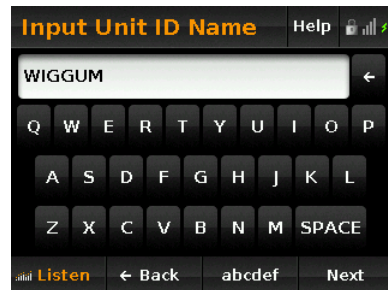 Input Unit ID Name Help
WIGGUM ←
Q W E R T Y U I O P
A S D F G H J K L
Z X C V B N M SPACE
Listen ← Back abcdef Next